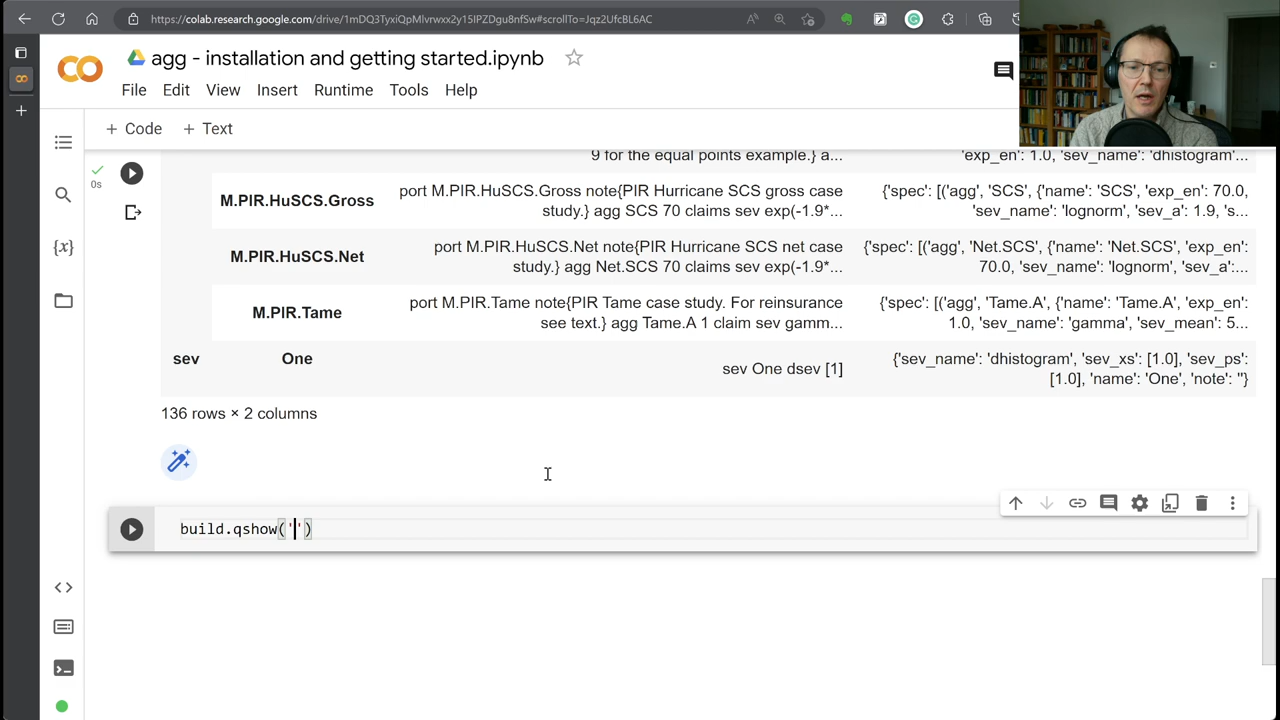 https://colab.research.google.com/drive/1mDQ3TyxiQpMlvrwxx2y15IPZDgu8nfSw#scrollTo=Jqz2UfcBL6AC
agg - installation and getting started.ipynb
File Edit View Insert Runtime Tools Help
+ Code + Text
9 for the equal points example.} a... 'exp_en': 1.0, 'sev_name': 'dhistogram'...
0s
M.PIR.HuSCS.Gross port M.PIR.HuSCS.Gross note{PIR Hurricane SCS gross case {'spec': [('agg', 'SCS', {'name': 'SCS', 'exp_en': 70.0,
study.} agg SCS 70 claims sev exp(-1.9*... 'sev_name': 'lognorm', 'sev_a': 1.9, 's...
M.PIR.HuSCS.Net port M.PIR.HuSCS.Net note{PIR Hurricane SCS net case {'spec': [('agg', 'Net.SCS', {'name': 'Net.SCS', 'exp_en':
study.} agg Net.SCS 70 claims sev exp(-1.9*... 70.0, 'sev_name': 'lognorm', 'sev_a':...
M.PIR.Tame port M.PIR.Tame note{PIR Tame case study. For reinsurance {'spec': [('agg', 'Tame.A', {'name': 'Tame.A', 'exp_en':
see text.} agg Tame.A 1 claim sev gamm... 1.0, 'sev_name': 'gamma', 'sev_mean': 5...
sev One sev One dsev [1] {'sev_name': 'dhistogram', 'sev_xs': [1.0], 'sev_ps':
[1.0], 'name': 'One', 'note': ''}
136 rows × 2 columns
build.qshow('')